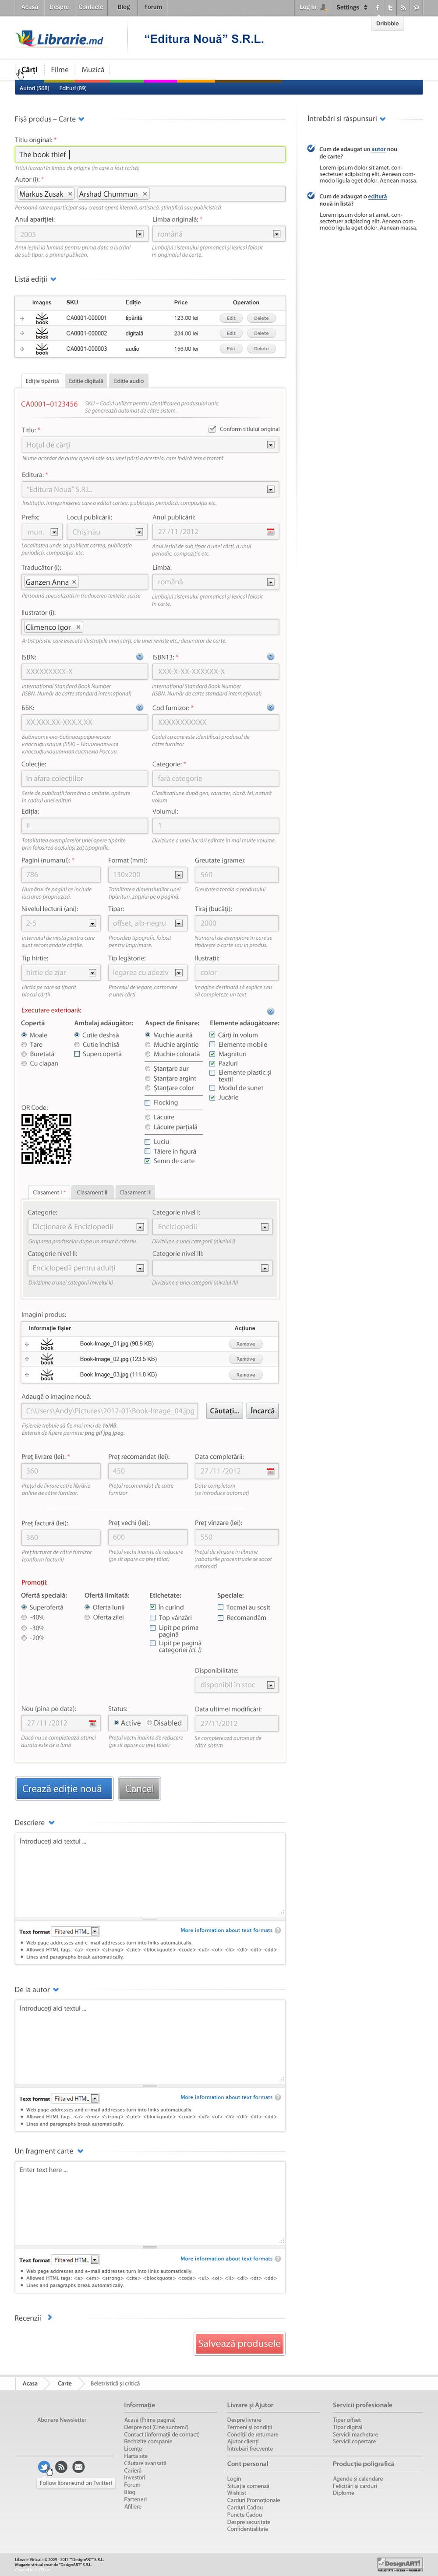 Acasa Despre Contacte Blog Forum Log In Settings
Dribbble
Librarie.md
“Editura Nouă” S.R.L.
Cărți Filme Muzică
Autori (568) Edituri (89)
Fișă produs – Carte
Întrebări si răspunsuri
Titlu original: *
The book thief
Titlul lucrării în limba de origine (în care a fost scrisă).
Autor (i): *
Markus Zusak × Arshad Chummun ×
Persoană care a participat sau creează operă literară, artistică, științifică sau publicistică
Cum de adaugat un autor nou
de carte?
Lorem ipsum dolor sit amet, con-
sectetuer adipiscing elit. Aenean com-
modo ligula eget dolor. Aenean massa.
Cum de adaugat o editură
nouă in listă?
Lorem ipsum dolor sit amet, con-
sectetuer adipiscing elit. Aenean com-
modo ligula eget dolor. Aenean massa.
Anul apariției: Limba originală: *
2005 română
Anul ieșirii la lumină pentru prima data a lucrării
de sub tipar, a primei publicări.
Limbajul sistemului gramatical și lexical folosit
în originalul de carte.
Listă ediții
Images SKU Ediție Price Operation
book CA0001-000001 tipărită 123.00 lei Edit Delete
book CA0001-000002 digitală 234.00 lei Edit Delete
book CA0001-000003 audio 156.00 lei Edit Delete
Ediție tipărită Ediție digitală Ediție audio
CA0001–0123456
SKU – Codul utilizat pentru identificarea produsului unic.
Se generează automat de către sistem.
Titlu: * Conform titlului original
Hoțul de cărți
Nume acordat de autor operei sale sau unei părți a acesteia, care indică tema tratată
Editura: *
"Editura Nouă" S.R.L.
Instituția, întreprinderea care a editat cartea, publicația periodică, compoziția etc.
Prefix: Locul publicării: Anul publicării:
mun. Chișinău 27 /11 /2012
Localitatea unde sa publicat cartea, publicația
periodică, compoziția, etc.
Anul ieșirii de sub tipar a unei cărți, a unui
periodic, compoziție etc.
Traducător (i): Limba:
Ganzen Anna × română
Persoană specializată în traducerea textelor scrise
Limbajul sistemului gramatical și lexical folosit
în carte.
Ilustrator (i):
Climenco Igor ×
Artist plastic care execută ilustrațiile unei cărți, ale unei reviste etc.; desenator de carte.
ISBN: ISBN13: *
XXXXXXXXX-X XXX-X-XX-XXXXXX-X
International Standard Book Number
(ISBN, Număr de carte standard international)
International Standard Book Number
(ISBN, Număr de carte standard international)
ББК: Cod furnizor: *
XX.XXX.XX-XXX.X.XX XXXXXXXXXXX
Библиотечно-библиографическая
классификация (ББК) – Национальная
классификационная система России
Codul cu care este identificat produsul de
către furnizor
Colecție: Categorie: *
în afara colecțiilor fară categorie
Serie de publicații formând o unitate, apărute
în cadrul unei edituri
Clasificațiune după gen, caracter, clasă, fel, natură
volum
Ediția: Volumul:
II 1
Totalitatea exemplarelor unei opere tipărite
prin folosirea aceluiași zaț tipografic.
Diviziune a unei lucrări editate în mai multe volume.
Pagini (numarul): * Format (mm): Greutate (grame):
786 130x200 560
Numărul de pagini ce include
lucrarea propriuzisă.
Totalitatea dimensiunilor unei
tipărituri, zațului pe o pagină.
Greutatea totala a produsului
Nivelul lecturii (ani): Tipar: Tiraj (bucăți):
2-5 offset, alb-negru 2000
Intervalul de vârstă pentru care
sunt recomandate cărțile.
Procedeu tipografic folosit
pentru imprimare.
Numărul de exemplare în care se
tipărește o carte sau în produs.
Tip hirtie: Tip legătorie: Ilustrații:
hirtie de ziar legarea cu adeziv color
Hirtia pe care sa tiparit
blocul cărții
Procesul de legare, cartonare
a unei cărți
Imagine destinată să explice sau
să completeze un text.
Executare exterioară:
Copertă Ambalaj adăugător: Aspect de finisare: Elemente adăugătoare:
Moale Cutie deshsă Muchie aurită Cărți în volum
Tare Cutie închisă Muchie argintie Elemente mobile
Buretată Supercopertă Muchie colorată Magnituri
Cu clapan Ștanțare aur Pazluri
Ștanțare argint Elemente plastic și
textil
Ștanțare color Modul de sunet
Flocking Jucărie
QR Code: Lăcuire
Lăcuire parțială
Luciu
Tăiere in figură
Semn de carte
Clasament I * Clasament II Clasament III
Categorie: Categorie nivel I:
Dicționare & Enciclopedii Enciclopedii
Gruparea produselor dupa un anumit criteriu Diviziune a unei categorii (nivelul I)
Categorie nivel II: Categorie nivel III:
Enciclopedii pentru adulți
Diviziune a unei categorii (nivelul II) Diviziune a unei categorii (nivelul III)
Imagini produs:
Informație fișier Acțiune
book Book-Image_01.jpg (90.5 KB) Remove
book Book-Image_02.jpg (123.5 KB) Remove
book Book-Image_03.jpg (111.8 KB) Remove
Adaugă o imagine nouă:
C:\Users\Andy\Pictures\2012-01\Book-Image_04.jpg Căutați... Încarcă
Fișierele trebuie să fie mai mici de 16MB.
Extensii de fișiere permise: png gif jpg jpeg.
Preț livrare (lei): * Preț recomandat (lei): Data completării:
360 450 27 /11 /2012
Prețul de livrare către librărie
online de către furnizor.
Prețul recomandat de catre
furnizor
Data completarii
(se introduce automat)
Preț factură (lei): Preț vechi (lei): Preț vînzare (lei):
360 600 550
Preț facturat de către furnizor
(conform facturii)
Prețul vechi înainte de reducere
(pe sit apare ca preț tăiat)
Prețul de vinzare in librărie
(rabaturile procentruale se socot
automat)
Promoții:
Ofertă specială: Ofertă limitată: Etichetate: Speciale:
Superofertă Oferta lunii În curînd Tocmai au sosit
-40% Oferta zilei Top vânzări Recomandăm
-30% Lipit pe prima
pagină
-20% Lipit pe pagină
categoriei (cl. I)
Disponibilitate:
disponibil în stoc
Nou (pîna pe data): Status: Data ultimei modificări:
27 /11 /2012 Active Disabled 27/11/2012
Dacă nu se completează atunci
durata este de o lună
Prețul vechi înainte de reducere
(pe sit apare ca preț tăiat)
Se completează automat de
către sistem
Crează ediție nouă Cancel
Descriere
Întroduceți aici textul ...
Text format Filtered HTML More information about text formats
Web page addresses and e-mail addresses turn into links automatically.
Allowed HTML tags: <a> <em> <strong> <cite> <blockquote> <code> <ul> <ol> <li> <dl> <dt> <dd>
Lines and paragraphs break automatically.
De la autor
Întroduceți aici textul ...
Text format Filtered HTML More information about text formats
Web page addresses and e-mail addresses turn into links automatically.
Allowed HTML tags: <a> <em> <strong> <cite> <blockquote> <code> <ul> <ol> <li> <dl> <dt> <dd>
Lines and paragraphs break automatically.
Un fragment carte
Enter text here ...
Text format Filtered HTML More information about text formats
Web page addresses and e-mail addresses turn into links automatically.
Allowed HTML tags: <a> <em> <strong> <cite> <blockquote> <code> <ul> <ol> <li> <dl> <dt> <dd>
Lines and paragraphs break automatically.
Recenzii
Salvează produsele
Acasa Carte Beletristică și critică
Informație Livrare și Ajutor Servicii profesionale
Abonare Newsletter
Acasă (Prima pagină)
Despre noi (Cine suntem?)
Contact (Informații de contact)
Rechizite companie
Licențe
Harta site
Căutare avansată
Carieră
Investori
Forum
Blog
Parteneri
Afiliere
Despre livrare
Termeni și condiții
Condiții de returnare
Ajutor clienți
Întrebări frecvente
Tipar offset
Tipar digital
Servicii machetare
Servicii copertare
Cont personal
Login
Situația comenzii
Wishlist
Carduri Promoționale
Carduri Cadou
Puncte Cadou
Despre securitate
Confidentialitate
Producție poligrafică
Agende și calendare
Felicitări și carduri
Diplome
Follow librarie.md on Twitter!
Librarie Virtuala © 2009 - 2011 "DesignART" S.R.L.
Magazin virtual creat de "DesignART" S.R.L.
DesignART!